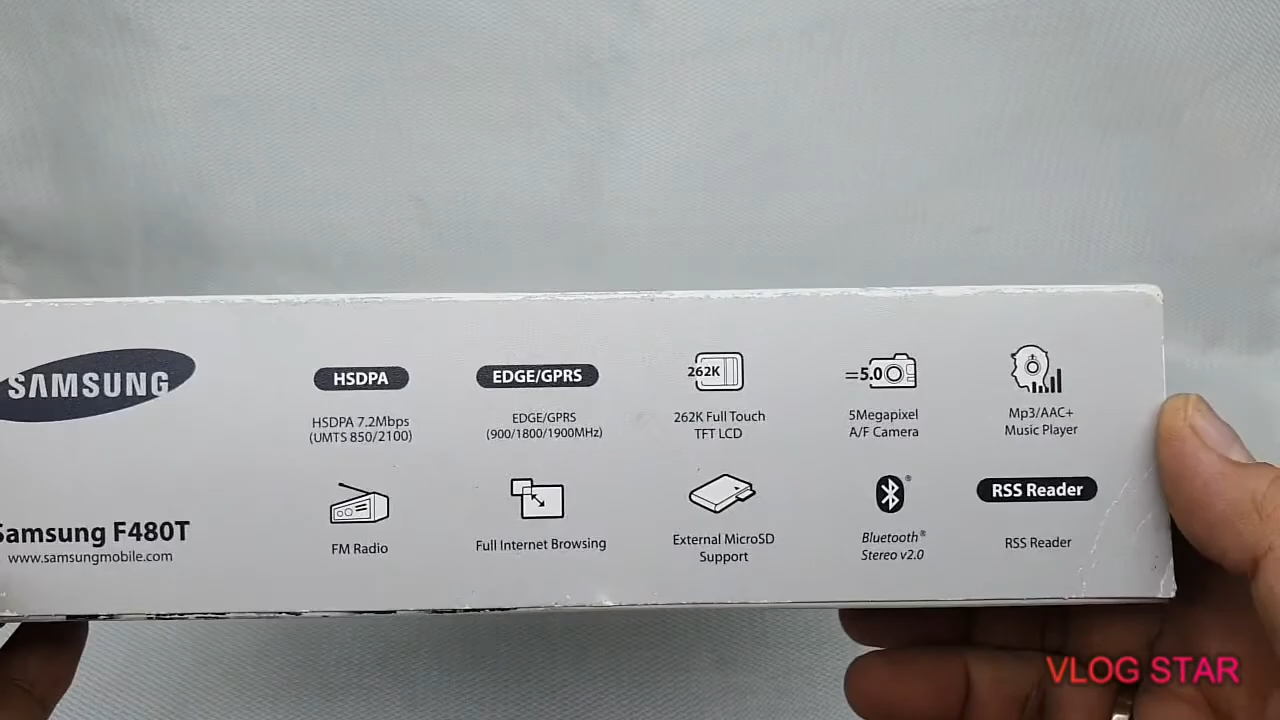 SAMSUNG
Samsung F480T
www.samsungmobile.com
HSDPA
HSDPA 7.2Mbps
(UMTS 850/2100)
EDGE/GPRS
EDGE/GPRS
(900/1800/1900MHz)
262K
262K Full Touch
TFT LCD
=5.0
5Megapixel
A/F Camera
Mp3/AAC+
Music Player
FM Radio
Full Internet Browsing
External MicroSD
Support
Bluetooth®
Stereo v2.0
RSS Reader
RSS Reader
VLOG STAR